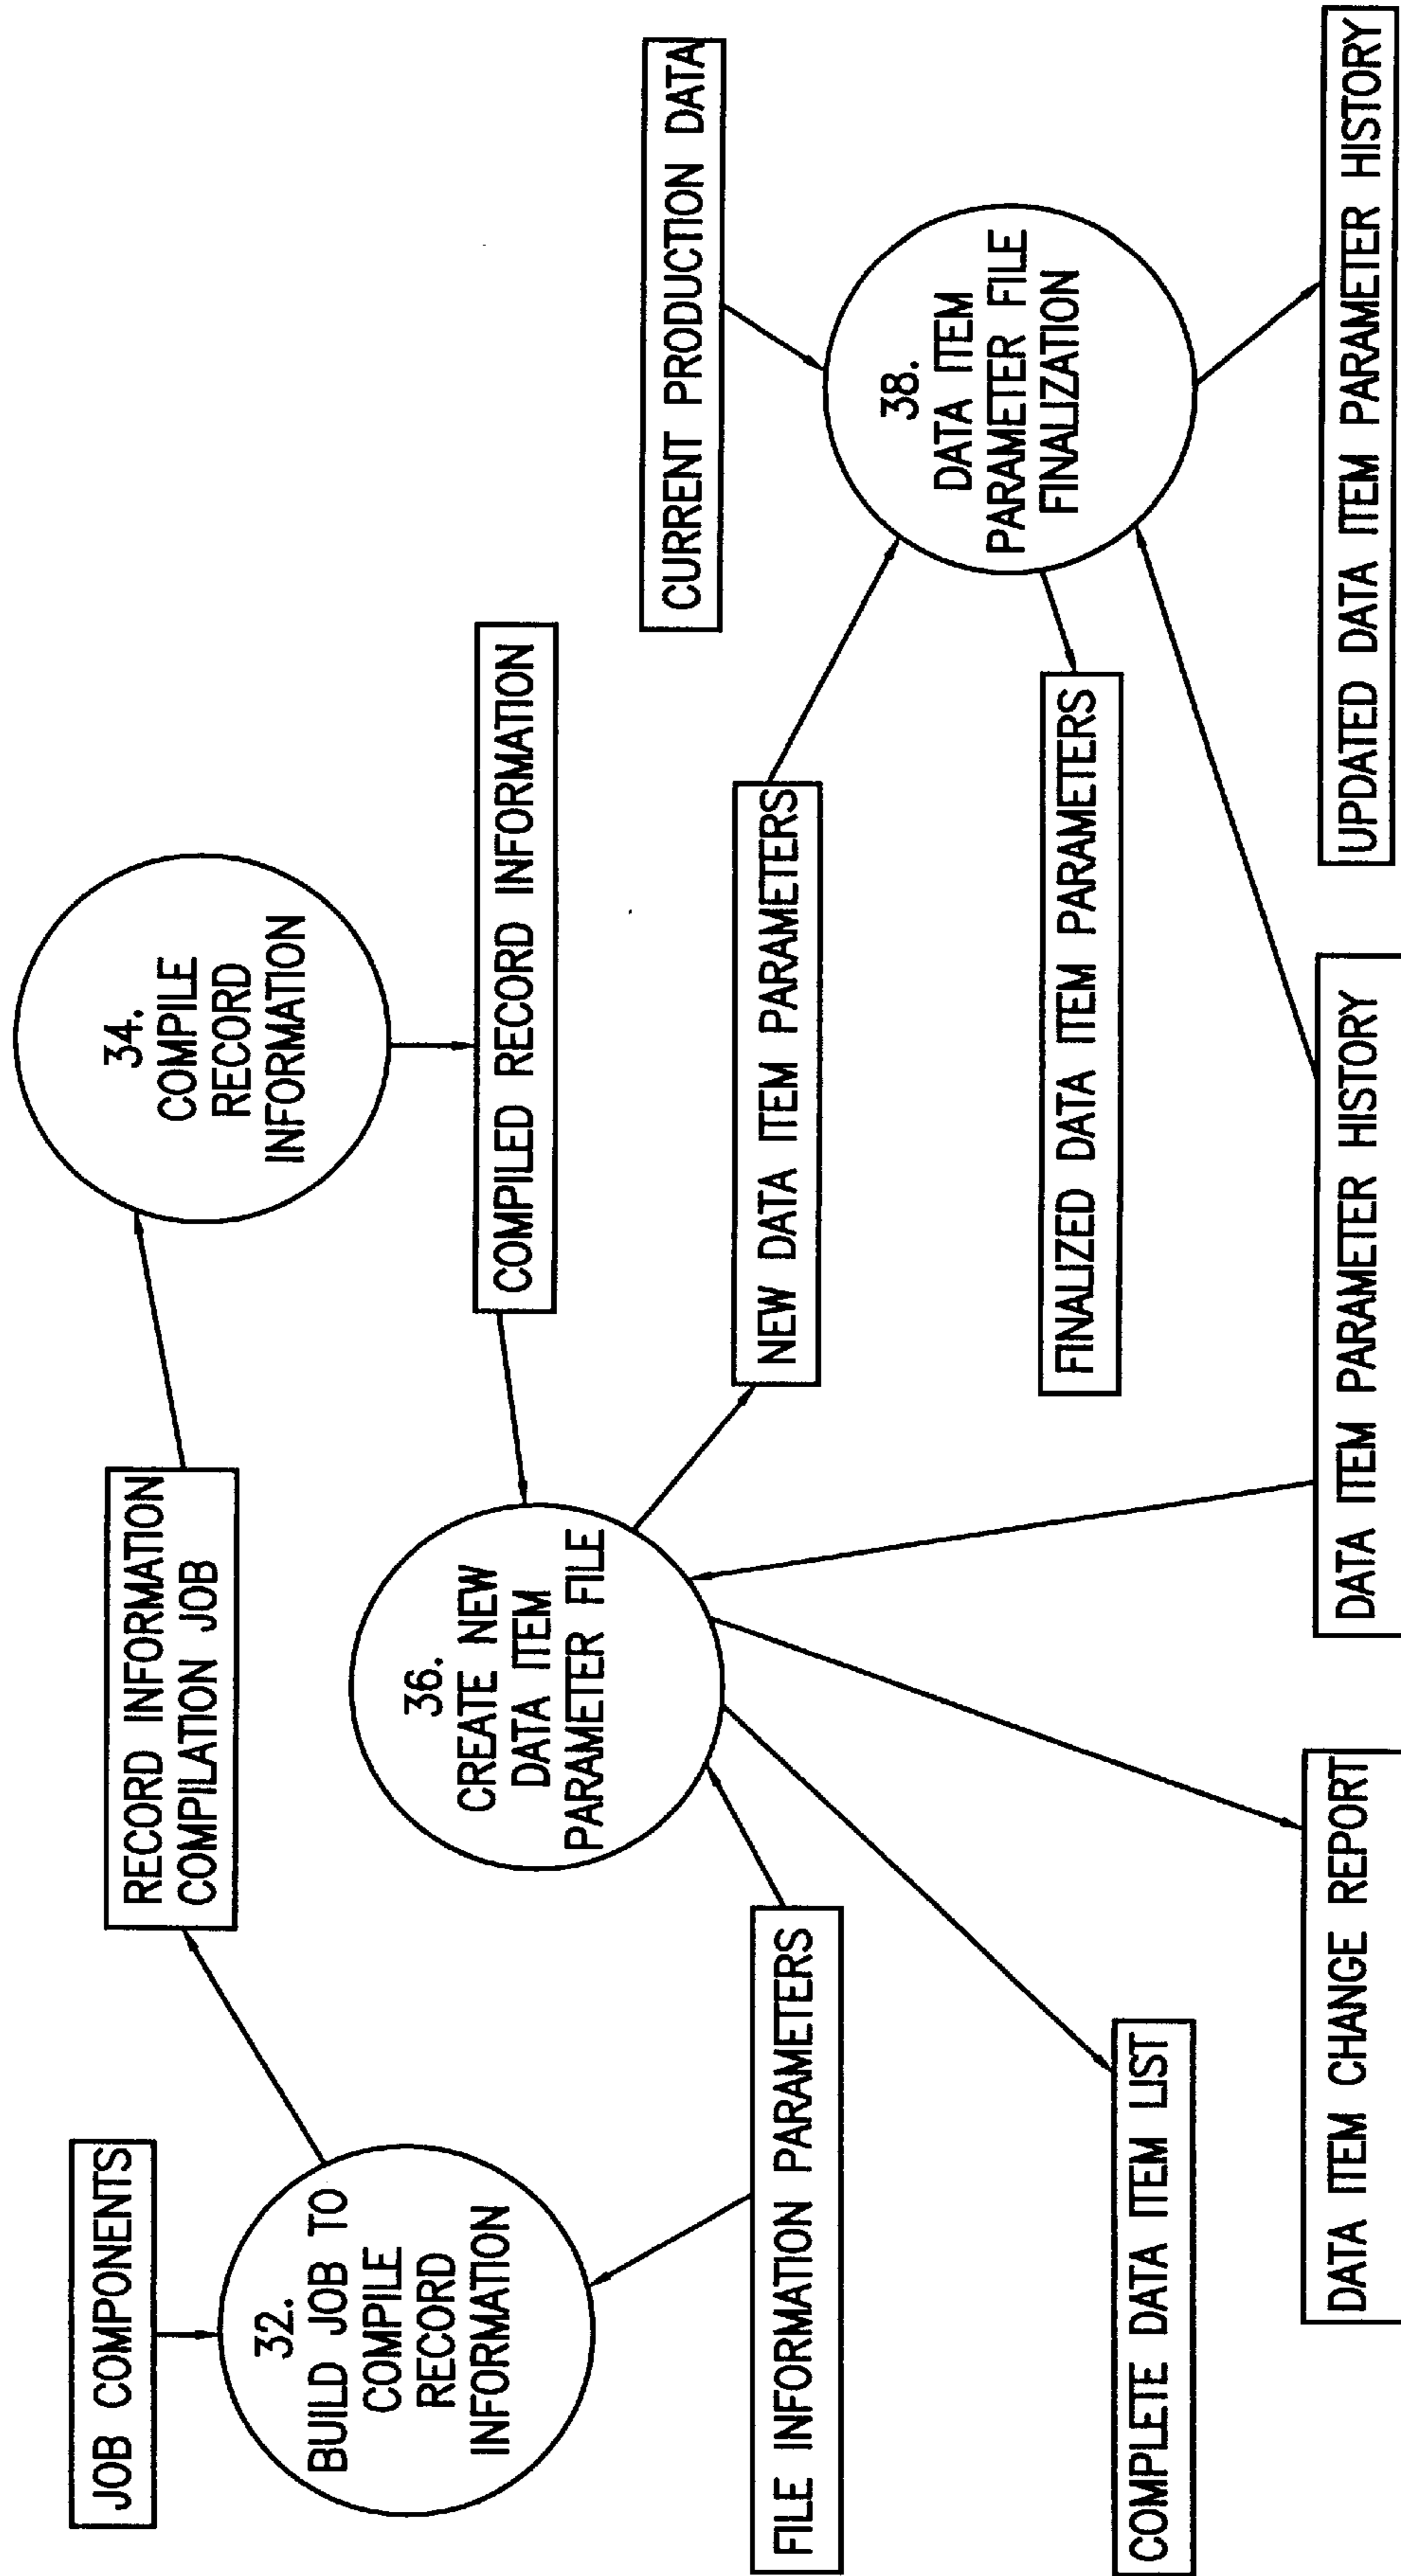 JOB COMPONENTS
32.
BUILD JOB TO
COMPILE
RECORD
INFORMATION
RECORD INFORMATION
COMPILATION JOB
34.
COMPILE
RECORD
INFORMATION
COMPILED RECORD INFORMATION
36.
CREATE NEW
DATA ITEM
PARAMETER FILE
FILE INFORMATION PARAMETERS
NEW DATA ITEM PARAMETERS
CURRENT PRODUCTION DATA
38.
DATA ITEM
PARAMETER FILE
FINALIZATION
FINALIZED DATA ITEM PARAMETERS
COMPLETE DATA ITEM LIST
DATA ITEM CHANGE REPORT
DATA ITEM PARAMETER HISTORY
UPDATED DATA ITEM PARAMETER HISTORY